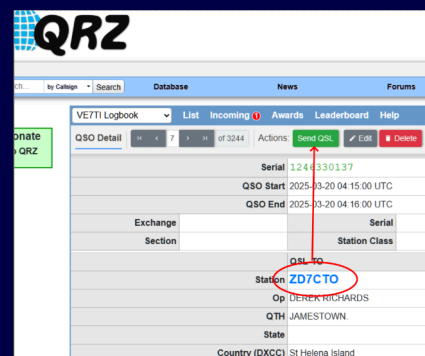 QRZ
ch... by Callsign Search Database News Forums
VE7TI Logbook List Incoming Awards Leaderboard Help
onate
QRZ
QSO Detail 7 of 3244 Actions: Send QSL Edit Delete
Serial 1246330137
QSO Start 2025-03-20 04:15:00 UTC
QSO End 2025-03-20 04:16:00 UTC
Exchange Serial
Section Station Class
QSL TO
Station ZD7CTO
Op DEREK RICHARDS
QTH JAMESTOWN.
State
Country (DXCC) St Helena Island